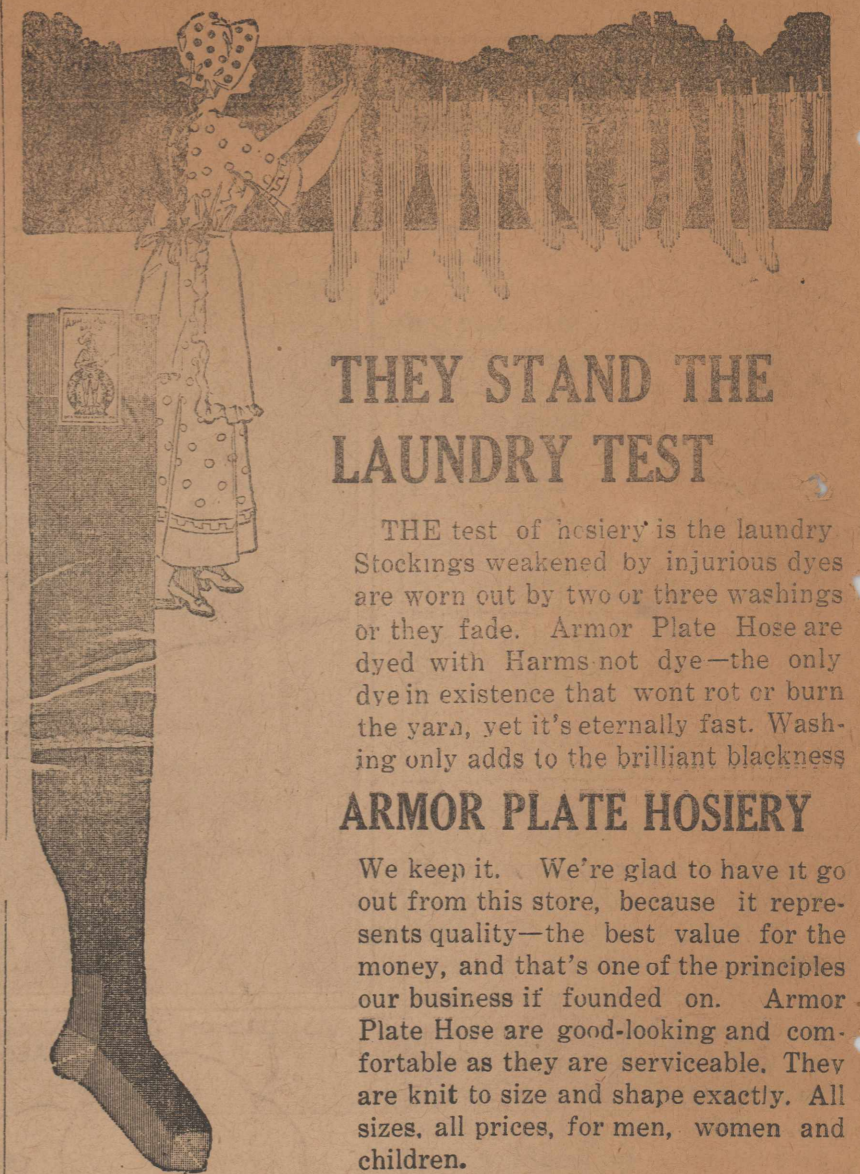 THEY STAND THE
LAUNDRY TEST
THE test of hosiery is the laundry
Stockings weakened by injurious dyes
are worn out by two or three washings
or they fade. Armor Plate Hose are
dyed with Harms not dye—the only
dye in existence that wont rot or burn
the yarn, yet it's eternally fast. Wash-
ing only adds to the brilliant blackness
ARMOR PLATE HOSIERY
We keep it. We're glad to have it go
out from this store, because it repre-
sents quality—the best value for the
money, and that's one of the principles
our business if founded on. Armor
Plate Hose are good-looking and com-
fortable as they are serviceable. They
are knit to size and shape exactly. All
sizes, all prices, for men, women and
children.